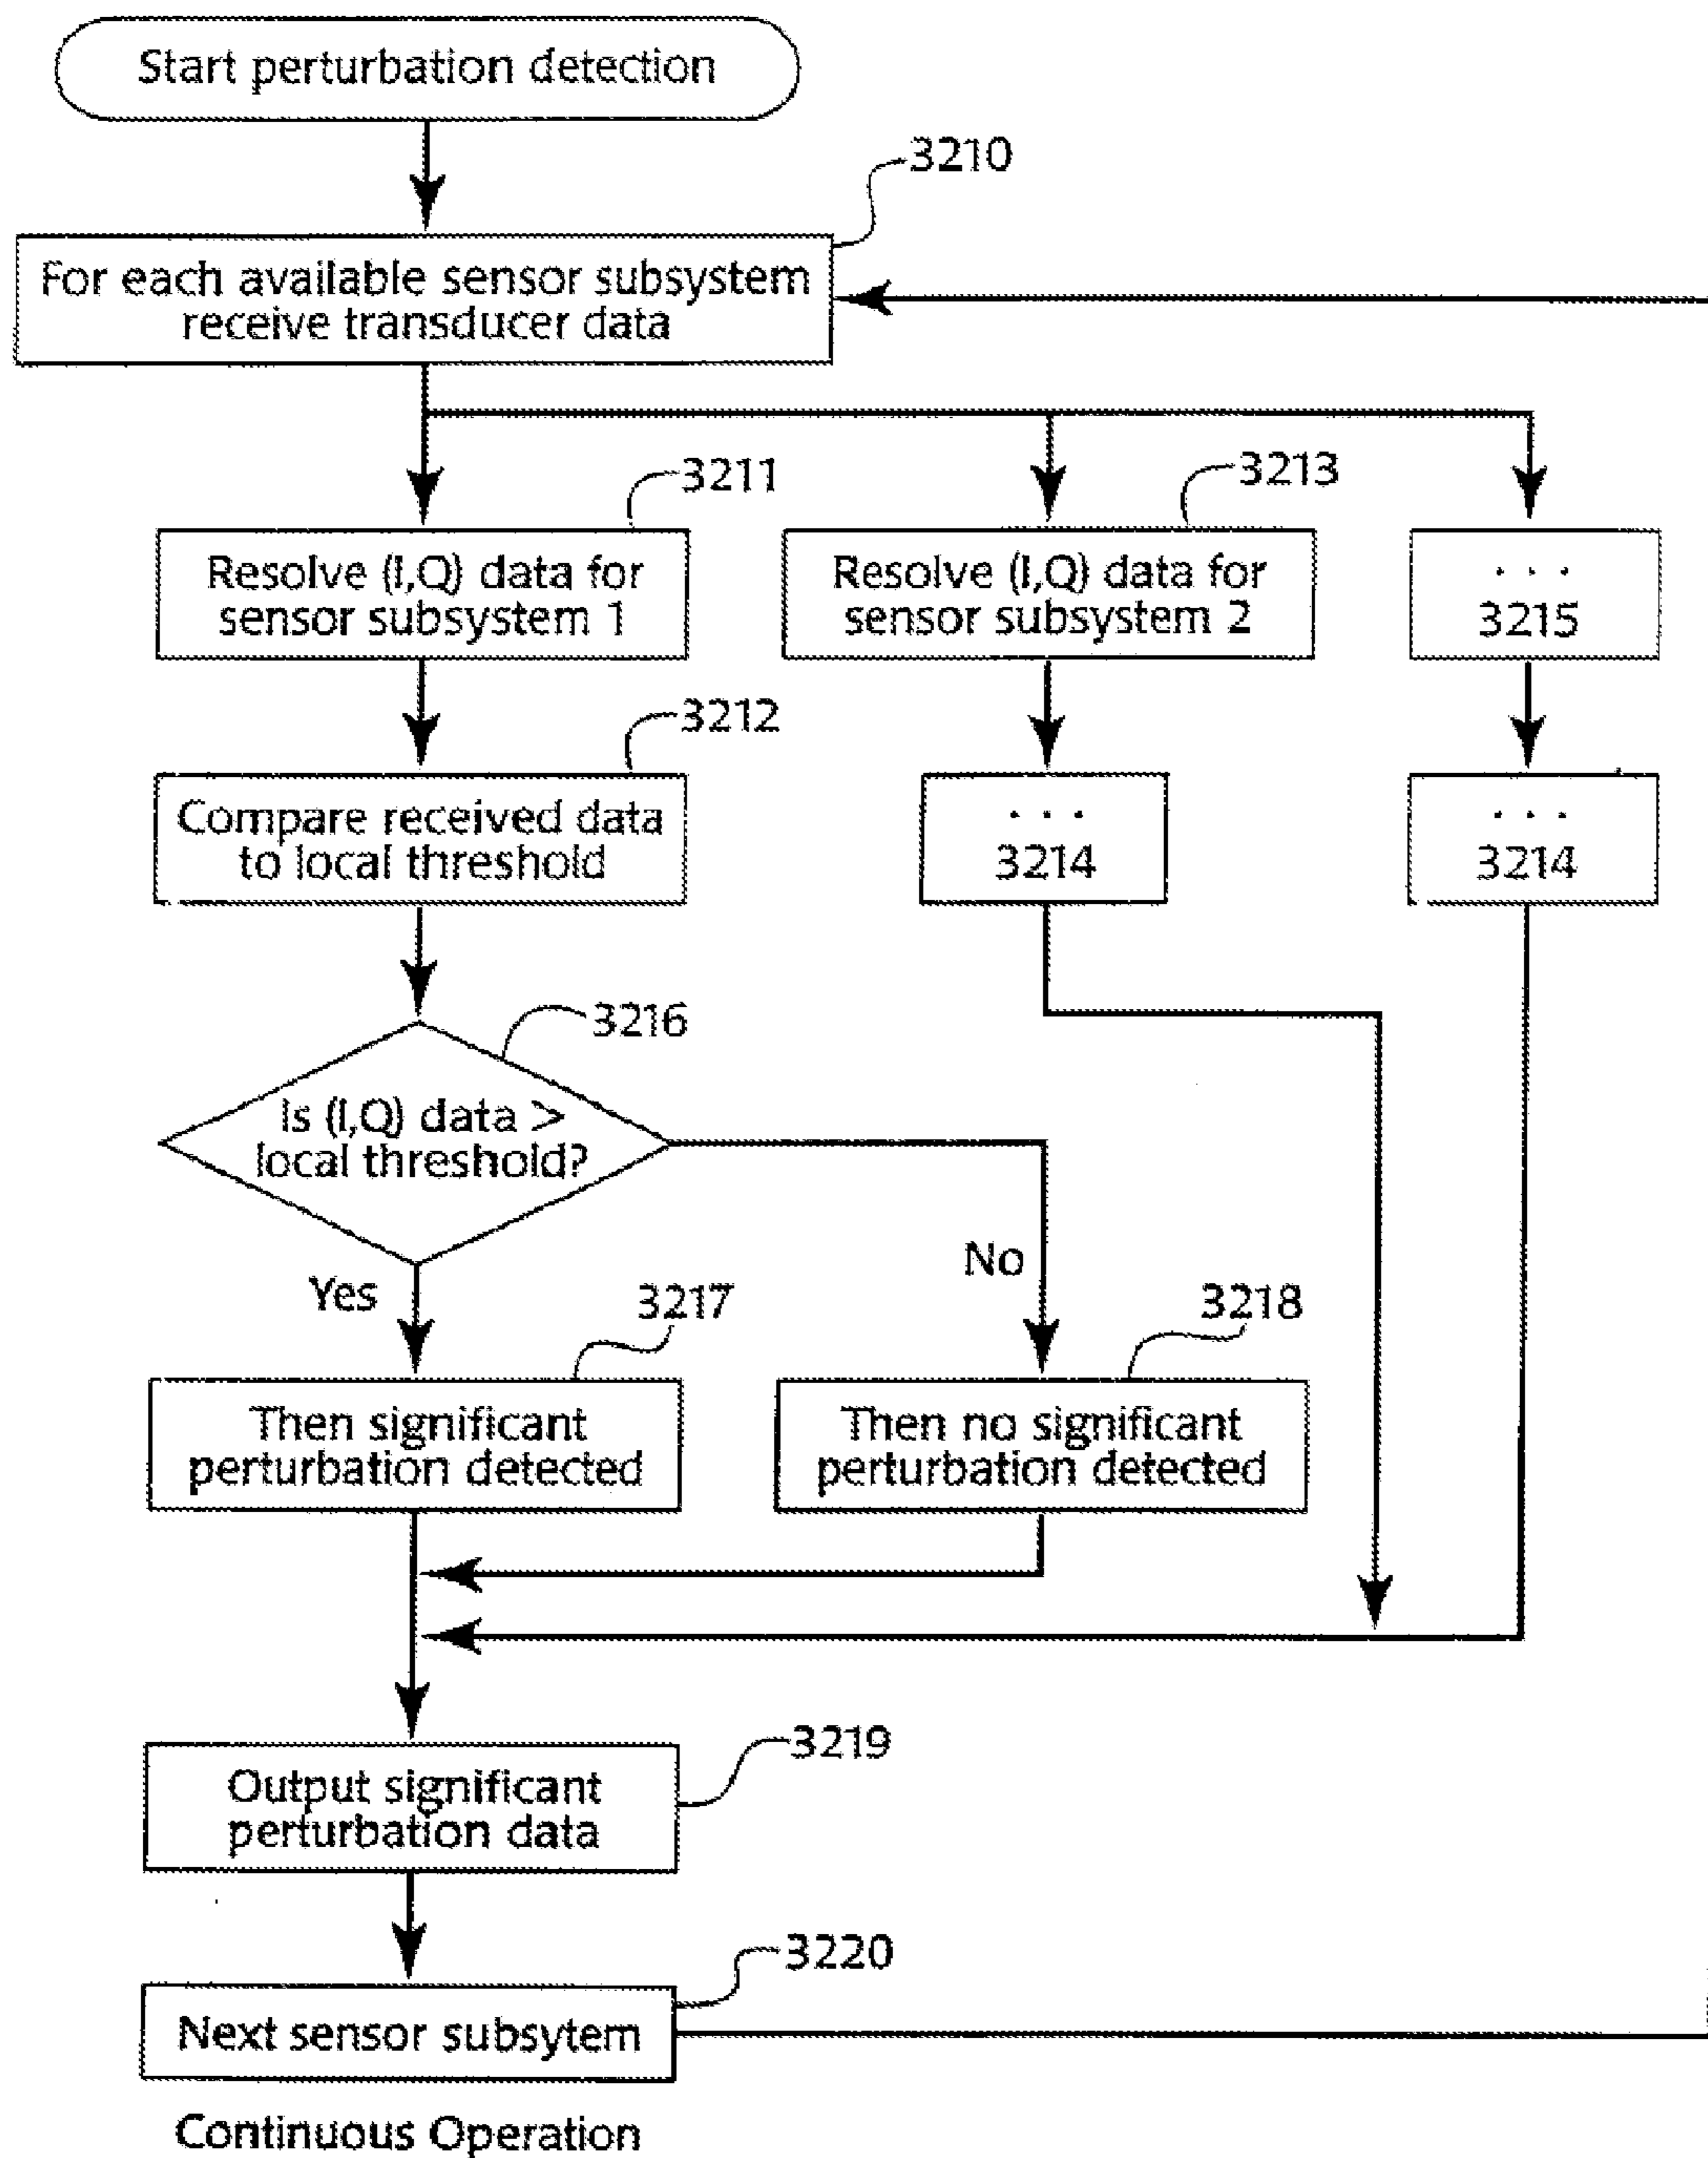 Start perturbation detection
3210
For each available sensor subsystem
receive transducer data
3211
3213
Resolve (I,Q) data for
sensor subsystem 1
Resolve (I,Q) data for
sensor subsystem 2
. . .
3215
3212
Compare received data
to local threshold
. . .
3214
. . .
3214
3216
Is (I,Q) data >
local threshold?
Yes
No
3217
3218
Then significant
perturbation detected
Then no significant
perturbation detected
3219
Output significant
perturbation data
3220
Next sensor subsytem
Continuous Operation